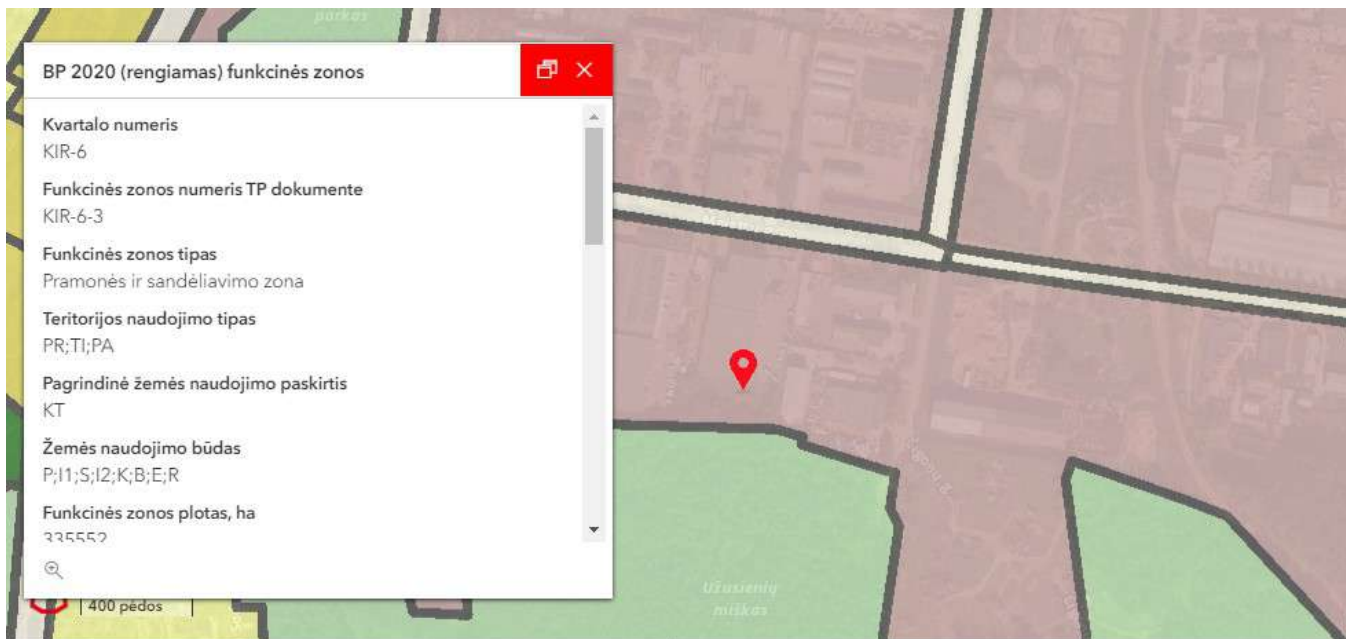 parkas
BP 2020 (rengiamas) funkcinės zonos
Kvartalo numeris
KIR-6
Funkcinės zonos numeris TP dokumente
KIR-6-3
Funkcinės zonos tipas
Pramonės ir sandėliavimo zona
Teritorijos naudojimo tipas
PR;TI;PA
Pagrindinė žemės naudojimo paskirtis
KT
Žemės naudojimo būdas
P;I1;S;I2;K;B;E;R
Funkcinės zonos plotas, ha
335552
400 pėdos
Užusienių
miškas